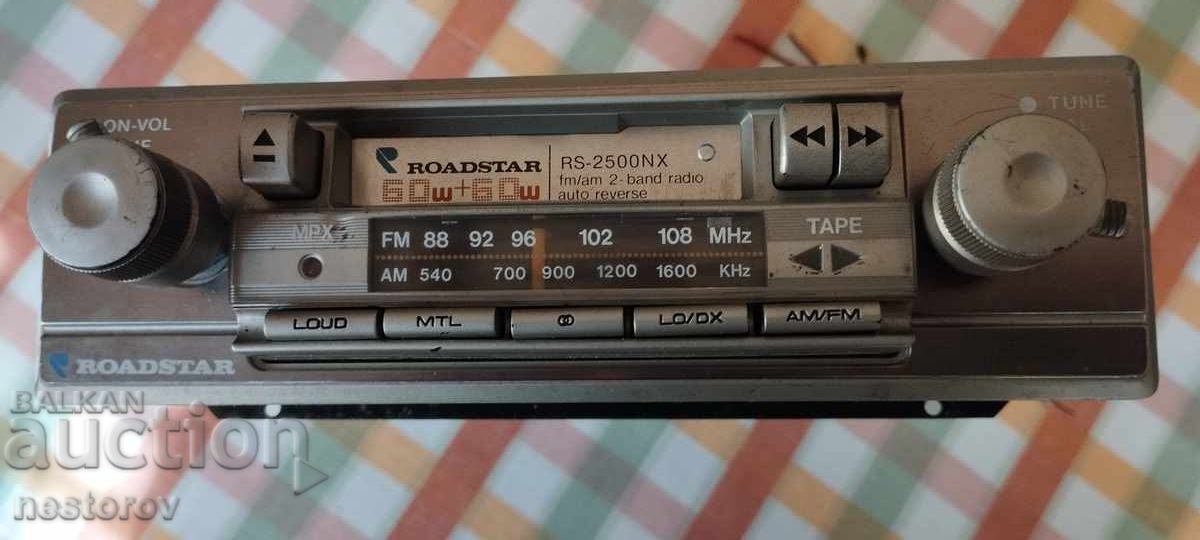 ON-VOL
TUNE
ROADSTAR
60w+60w
RS-2500NX
fm/am 2-band radio
auto reverse
MPX
FM 88 92 96 102 108 MHz
AM 540 700 900 1200 1600 KHz
TAPE
LOUD
MTL
LO/DX
AM/FM
ROADSTAR
BALKAN
auction
nestorov